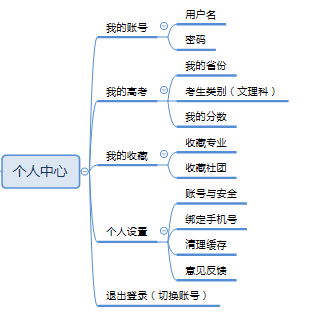 个人中心
我的账号
用户名
密码
我的高考
我的省份
考生类别（文理科）
我的分数
我的收藏
收藏专业
收藏社团
个人设置
账号与安全
绑定手机号
清理缓存
意见反馈
退出登录（切换账号）